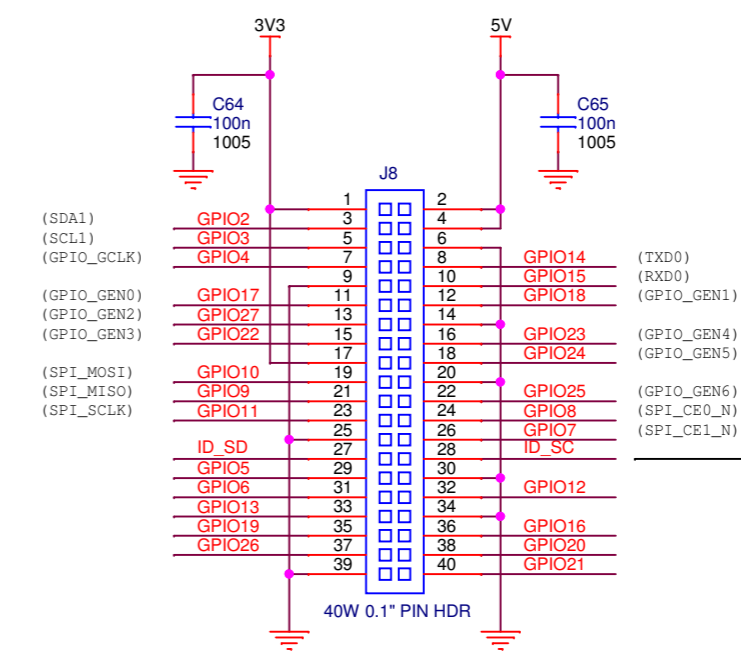 3V3 5V
C64 C65
100n 100n
1005 1005
J8
1 2
(SDA1) GPIO2 3 4
(SCL1) GPIO3 5 6
(GPIO_GCLK) GPIO4 7 8 GPIO14 (TXD0)
9 10 GPIO15 (RXD0)
(GPIO_GEN0) GPIO17 11 12 GPIO18 (GPIO_GEN1)
(GPIO_GEN2) GPIO27 13 14
(GPIO_GEN3) GPIO22 15 16 GPIO23 (GPIO_GEN4)
17 18 GPIO24 (GPIO_GEN5)
(SPI_MOSI) GPIO10 19 20
(SPI_MISO) GPIO9 21 22 GPIO25 (GPIO_GEN6)
(SPI_SCLK) GPIO11 23 24 GPIO8 (SPI_CE0_N)
25 26 GPIO7 (SPI_CE1_N)
ID_SD 27 28 ID_SC
GPIO5 29 30
GPIO6 31 32 GPIO12
GPIO13 33 34
GPIO19 35 36 GPIO16
GPIO26 37 38 GPIO20
39 40 GPIO21
40W 0.1" PIN HDR